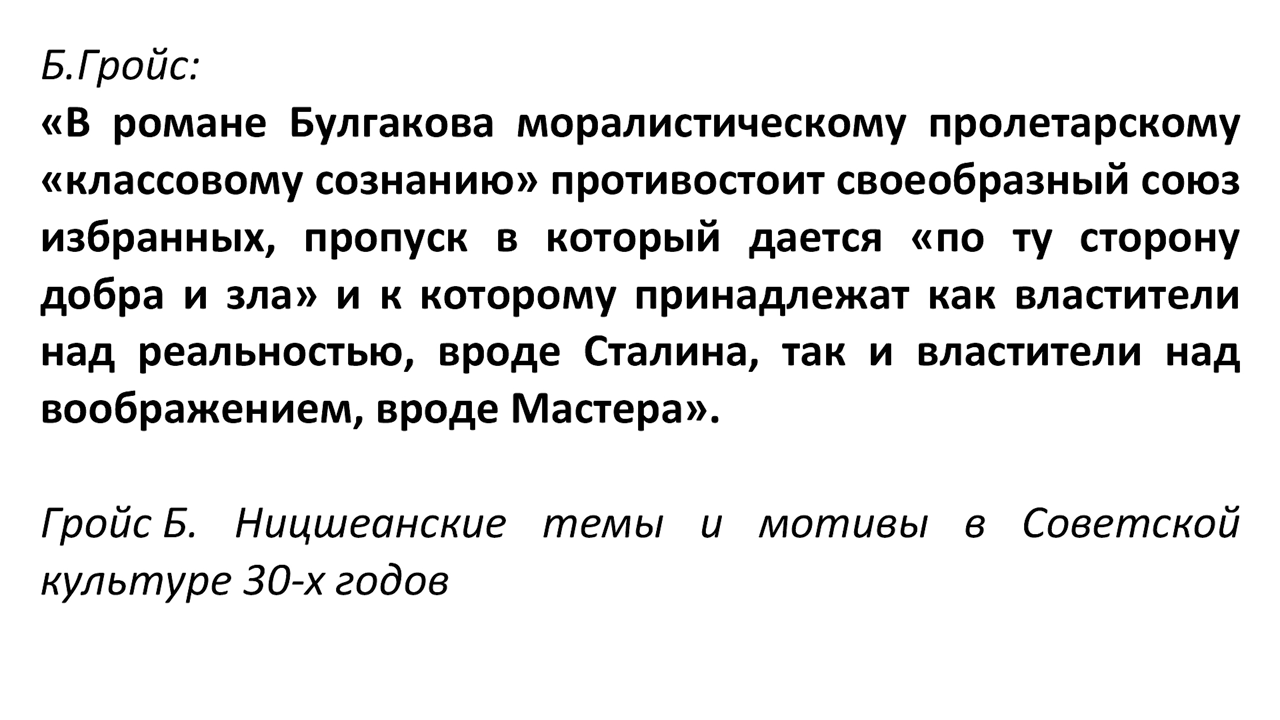 Б.Гройс:
«В романе Булгакова моралистическому пролетарскому
«классовому сознанию» противостоит своеобразный союз
избранных, пропуск в который дается «по ту сторону
добра и зла» и к которому принадлежат как властители
над реальностью, вроде Сталина, так и властители над
воображением, вроде Мастера».
Гройс Б. Ницшеанские темы и мотивы в Советской
культуре 30-х годов